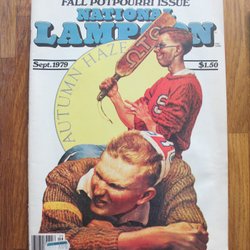 FALL POTPOURRI ISSUE
NATIONAL
LAMPOON
AUTUMN HAZE
Sept. 1979
$1.50
S